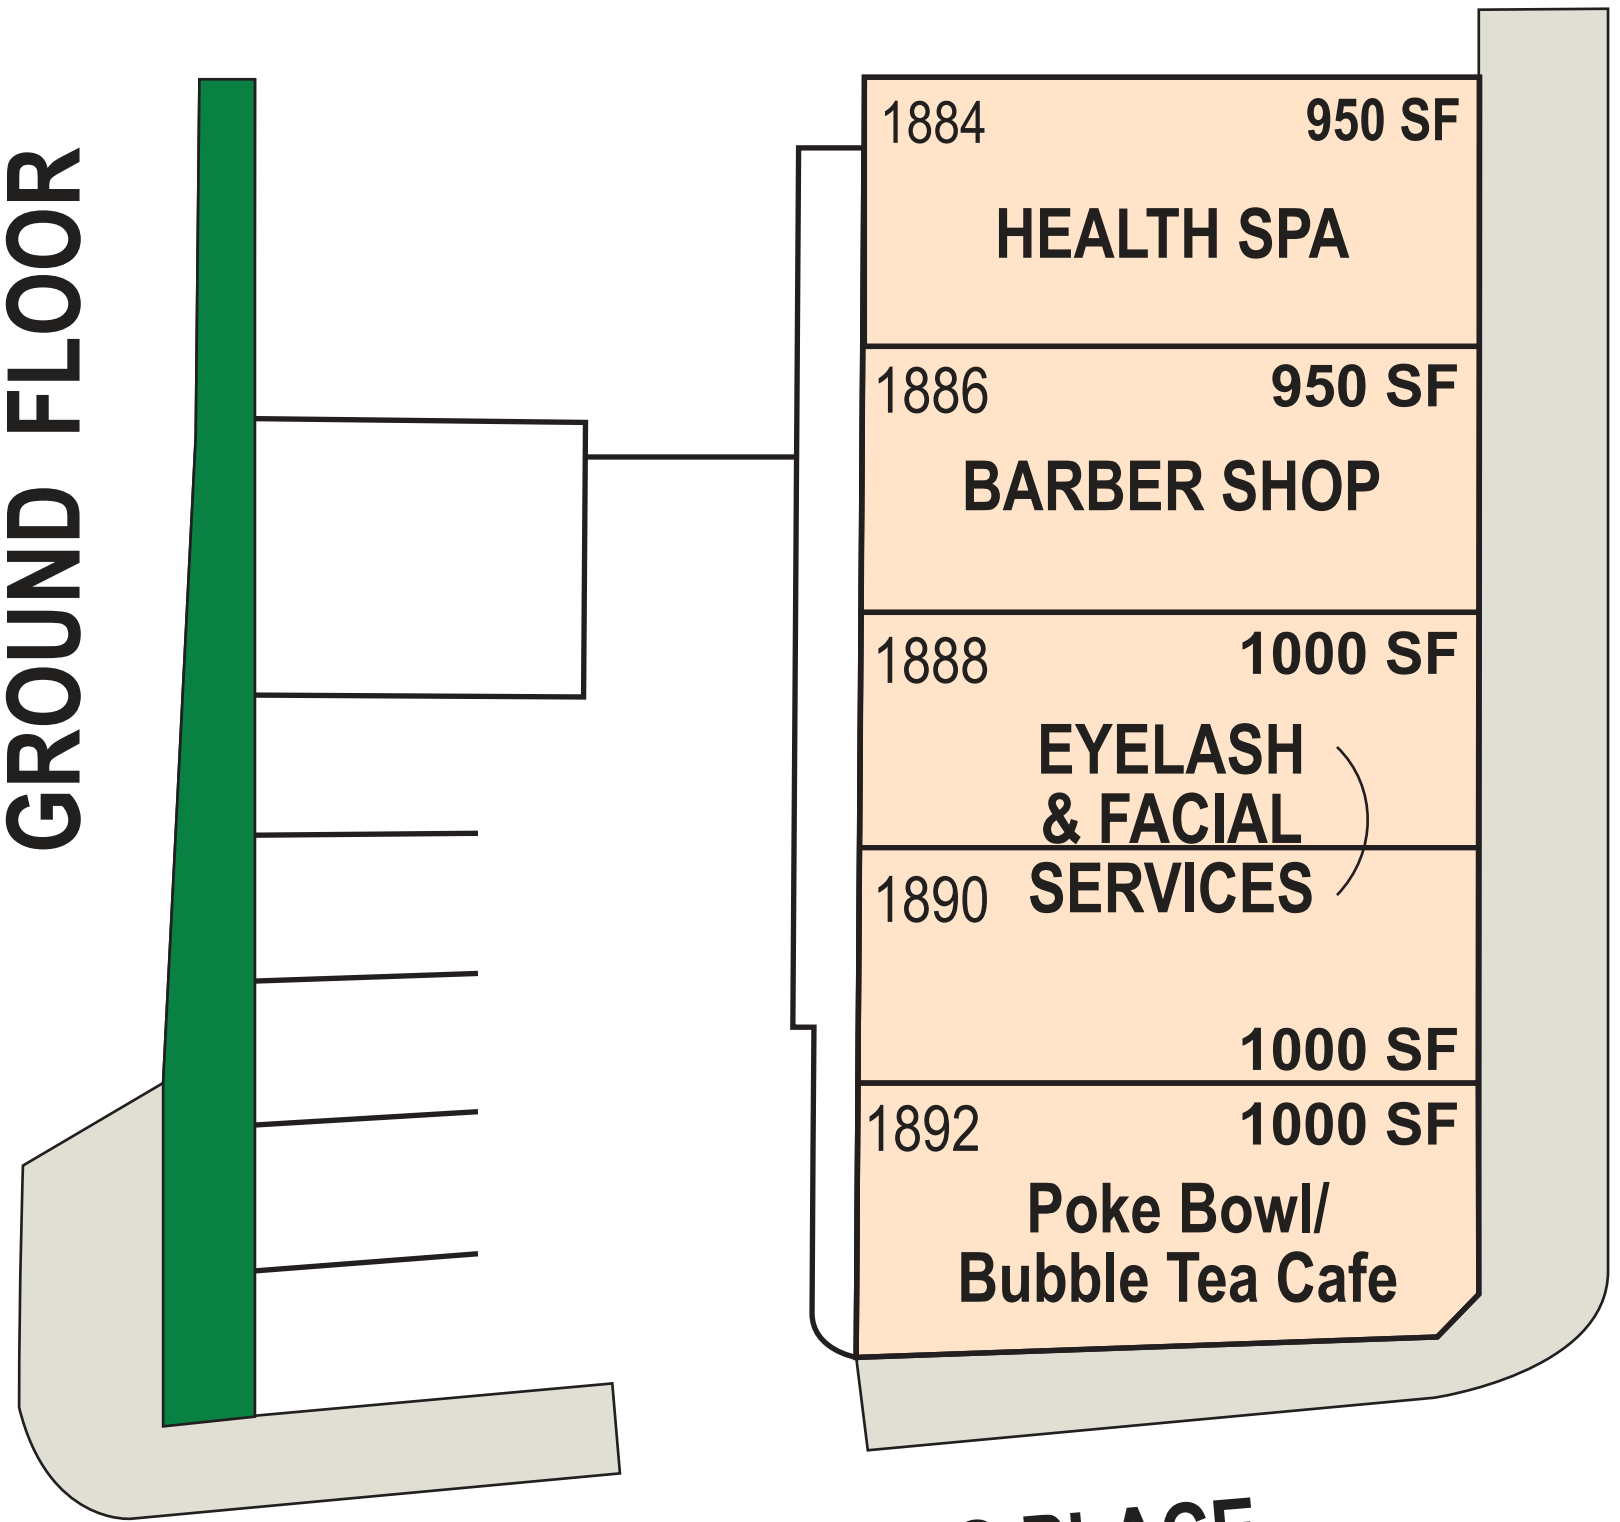 GROUND FLOOR
1884 950 SF
HEALTH SPA
1886 950 SF
BARBER SHOP
1888 1000 SF
EYELASH
& FACIAL
SERVICES
1890
1000 SF
1892 1000 SF
Poke Bowl/
Bubble Tea Cafe
PLACE